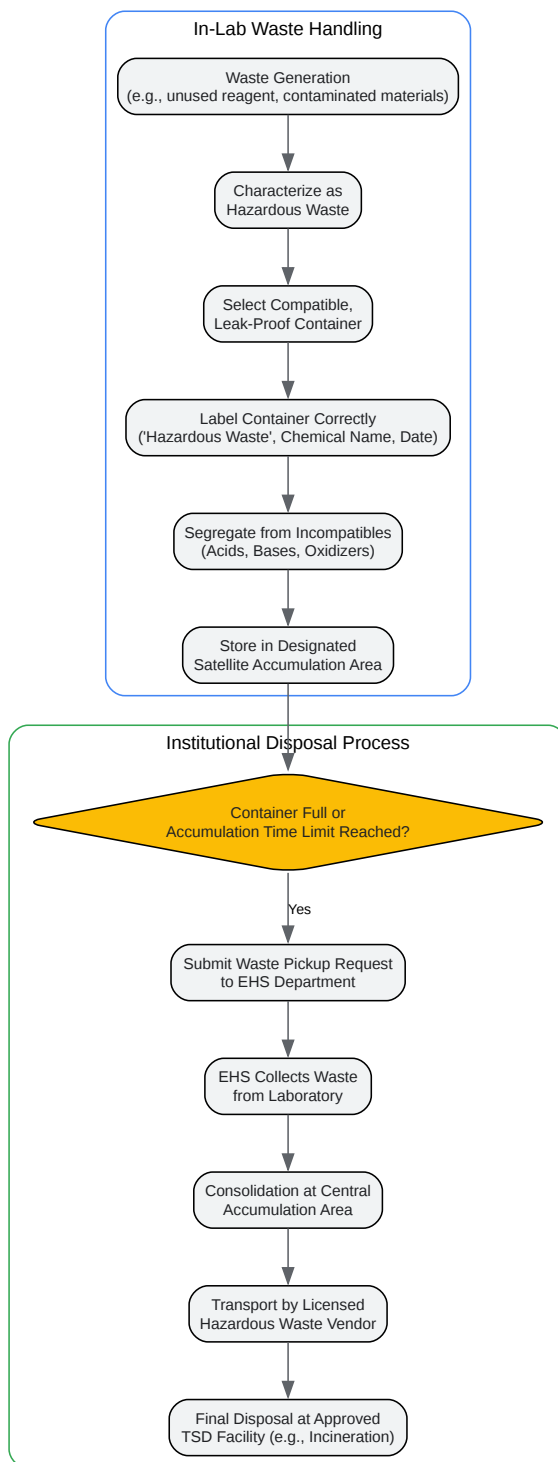 In-Lab Waste Handling
Waste Generation
(e.g., unused reagent, contaminated materials)
Characterize as
Hazardous Waste
Select Compatible,
Leak-Proof Container
Label Container Correctly
('Hazardous Waste', Chemical Name, Date)
Segregate from Incompatibles
(Acids, Bases, Oxidizers)
Store in Designated
Satellite Accumulation Area
Institutional Disposal Process
Container Full or
Accumulation Time Limit Reached?
Yes
Submit Waste Pickup Request
to EHS Department
EHS Collects Waste
from Laboratory
Consolidation at Central
Accumulation Area
Transport by Licensed
Hazardous Waste Vendor
Final Disposal at Approved
TSD Facility (e.g., Incineration)